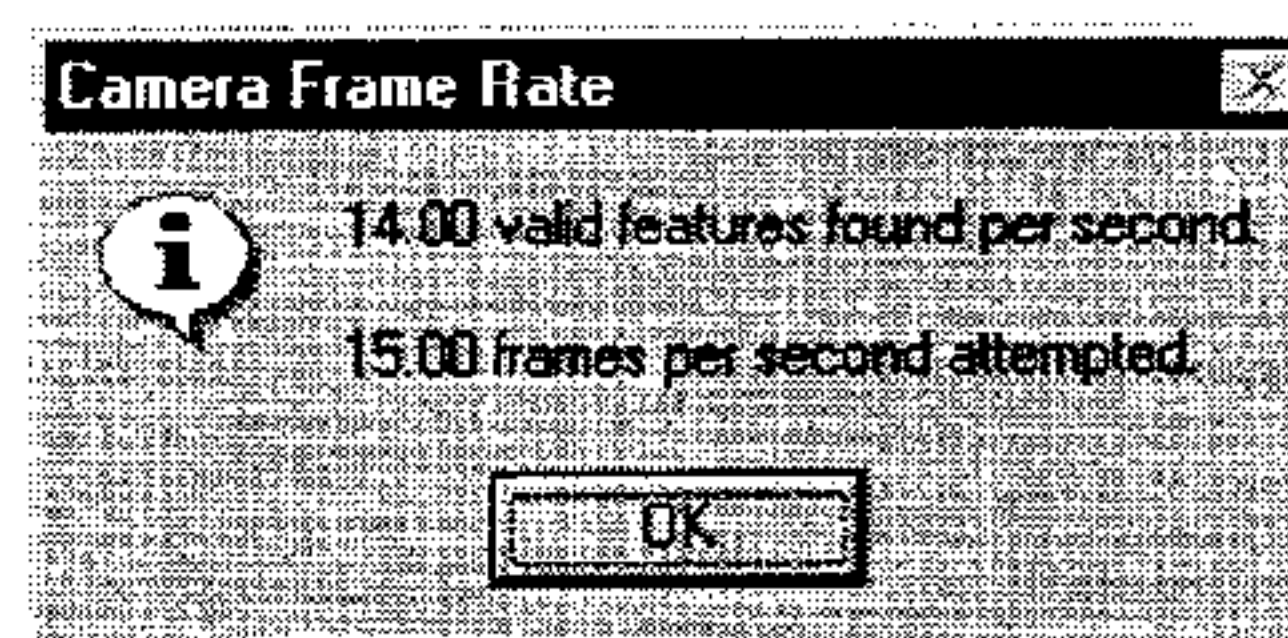 Camera Frame Rate
14.00 valid features found per second.
15.00 frames per second attempted.
OK